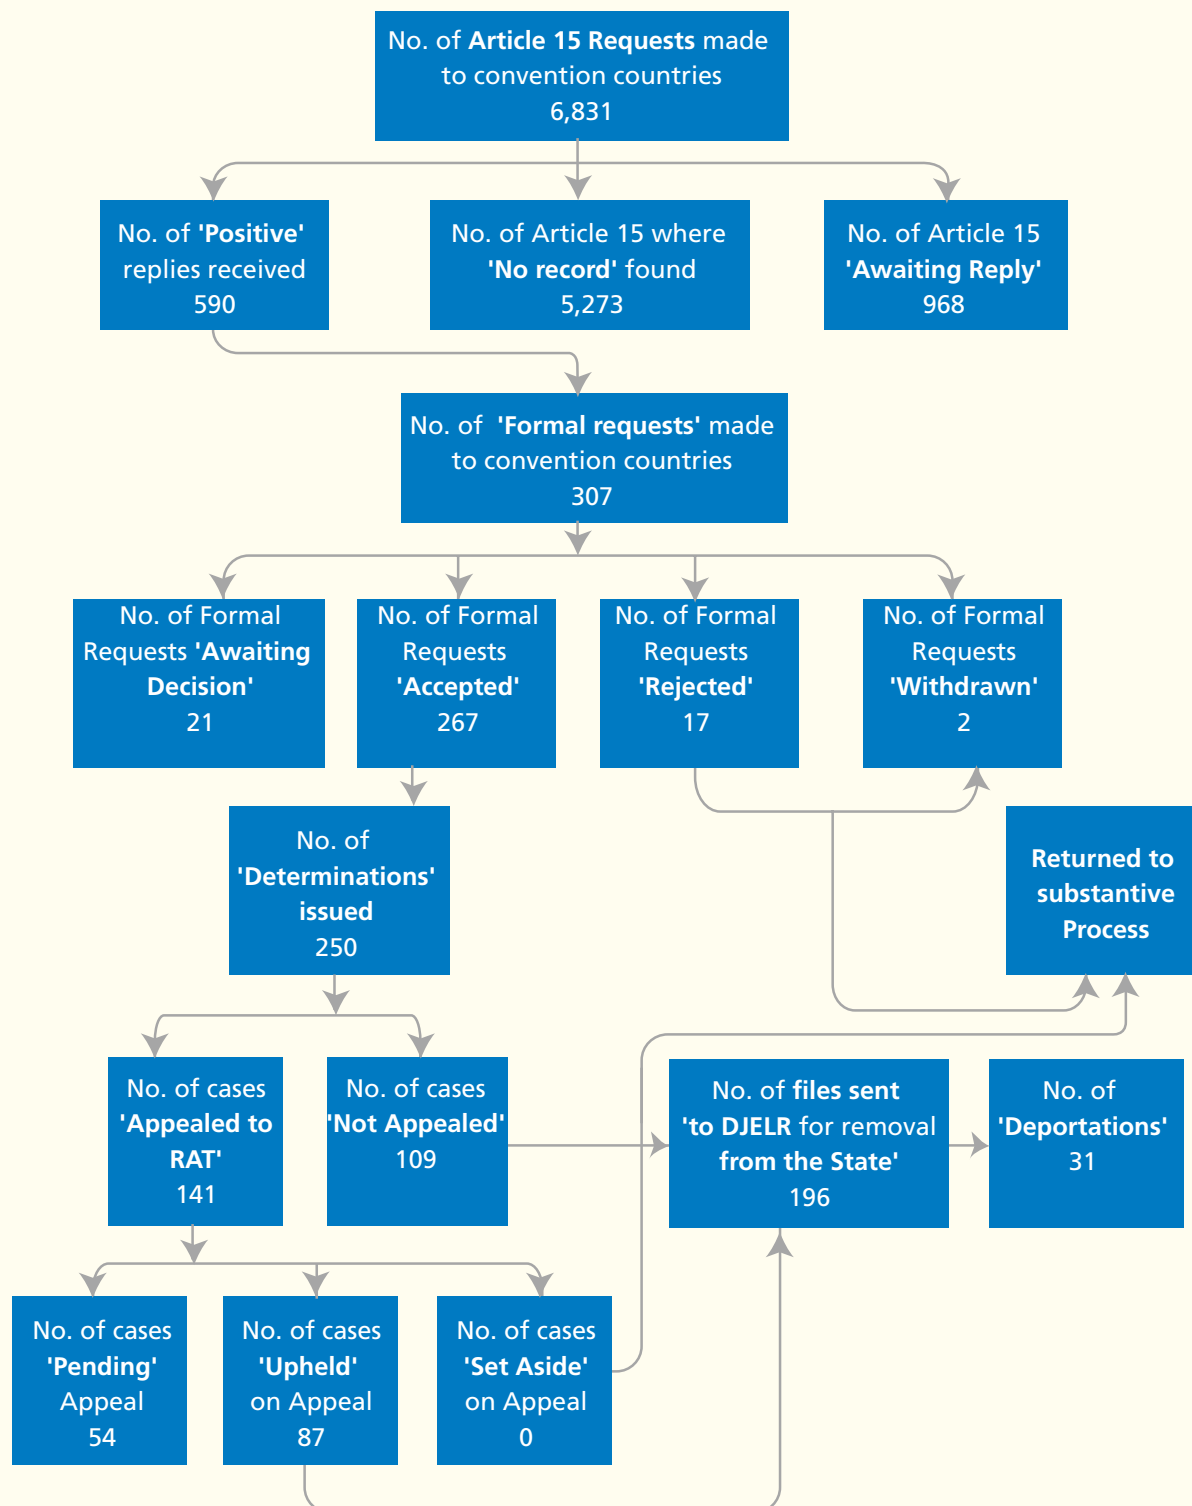 No. of Article 15 Requests made
to convention countries
6,831
No. of 'Positive'
replies received
590
No. of Article 15 where
'No record' found
5,273
No. of Article 15
'Awaiting Reply'
968
No. of 'Formal requests' made
to convention countries
307
No. of Formal
Requests 'Awaiting
Decision'
21
No. of Formal
Requests
'Accepted'
267
No. of Formal
Requests
'Rejected'
17
No. of Formal
Requests
'Withdrawn'
2
No. of
'Determinations'
issued
250
Returned to
substantive
Process
No. of cases
'Appealed to
RAT'
141
No. of cases
'Not Appealed'
109
No. of files sent
'to DJELR for removal
from the State'
196
No. of
'Deportations'
31
No. of cases
'Pending'
Appeal
54
No. of cases
'Upheld'
on Appeal
87
No. of cases
'Set Aside'
on Appeal
0